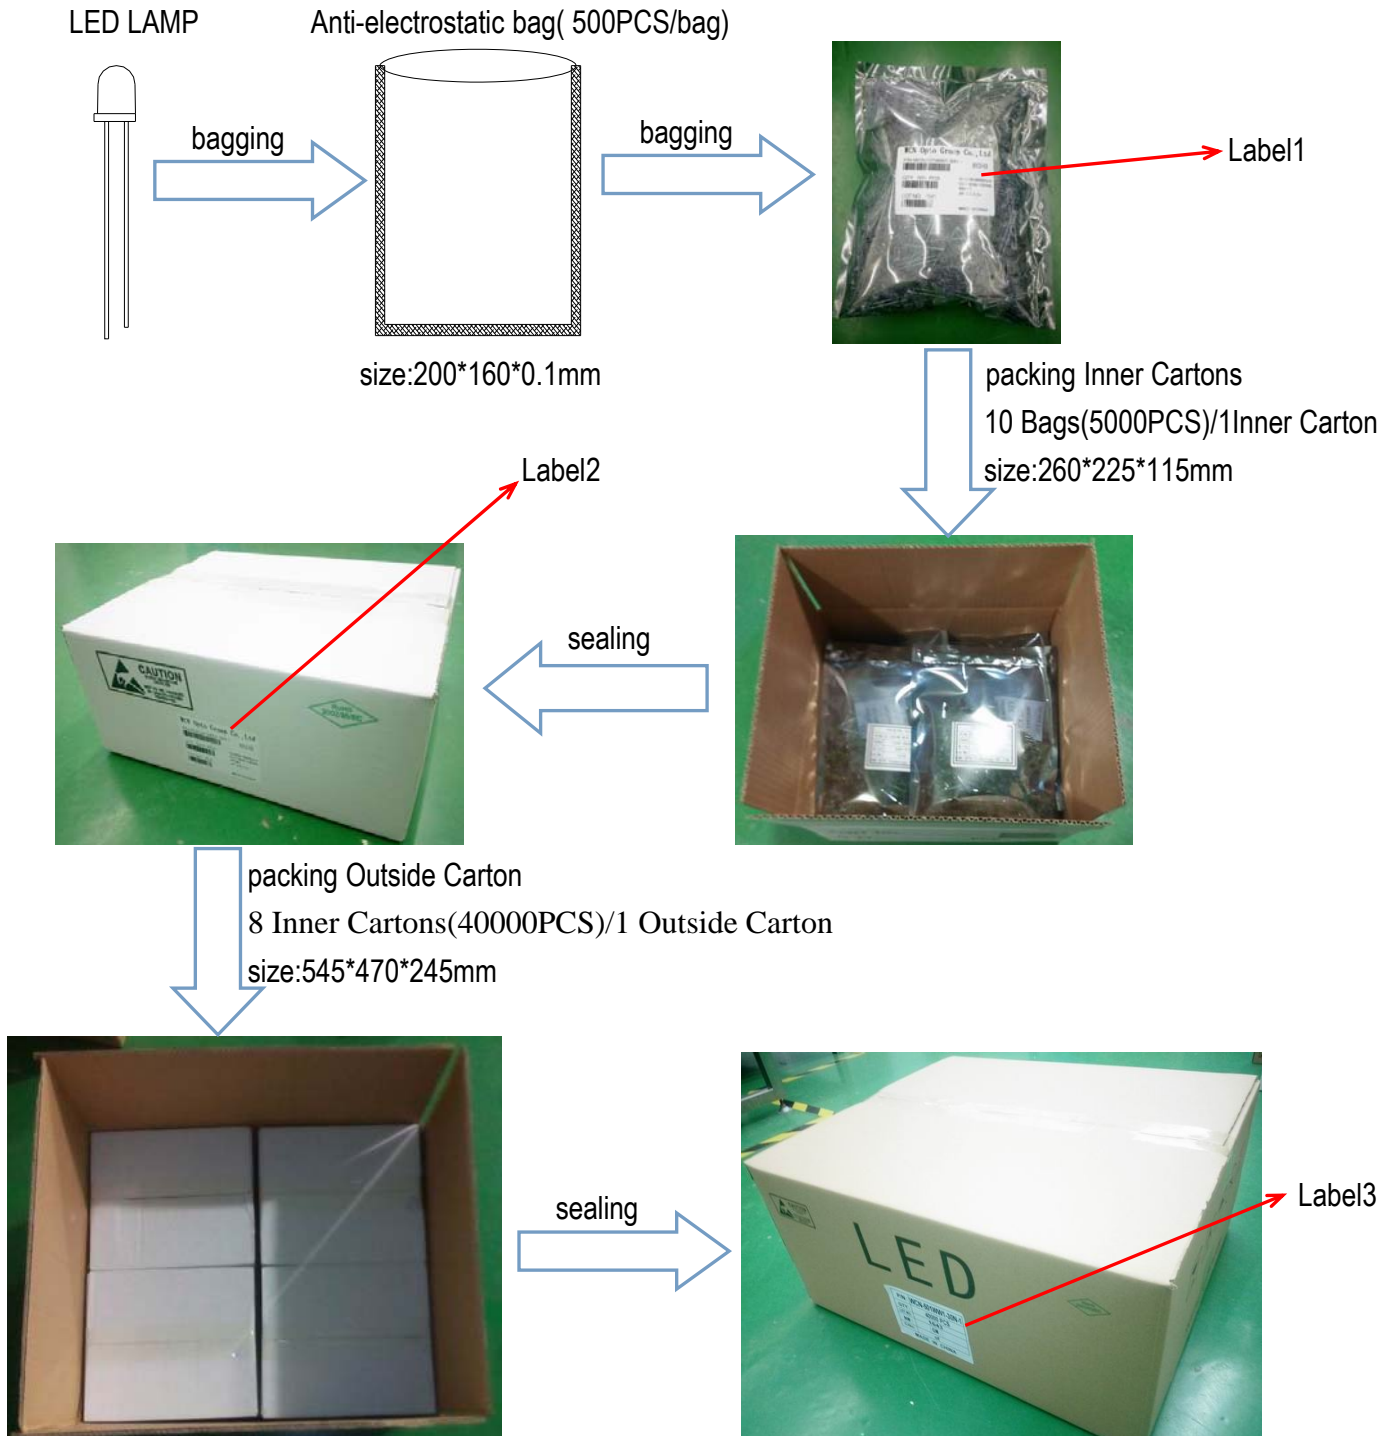 LED LAMP
Anti-electrostatic bag( 500PCS/bag)
bagging
bagging
Label1
size:200*160*0.1mm
packing Inner Cartons
10 Bags(5000PCS)/1Inner Carton
size:260*225*115mm
Label2
sealing
CAUTION
packing Outside Carton
8 Inner Cartons(40000PCS)/1 Outside Carton
size:545*470*245mm
sealing
Label3
LED